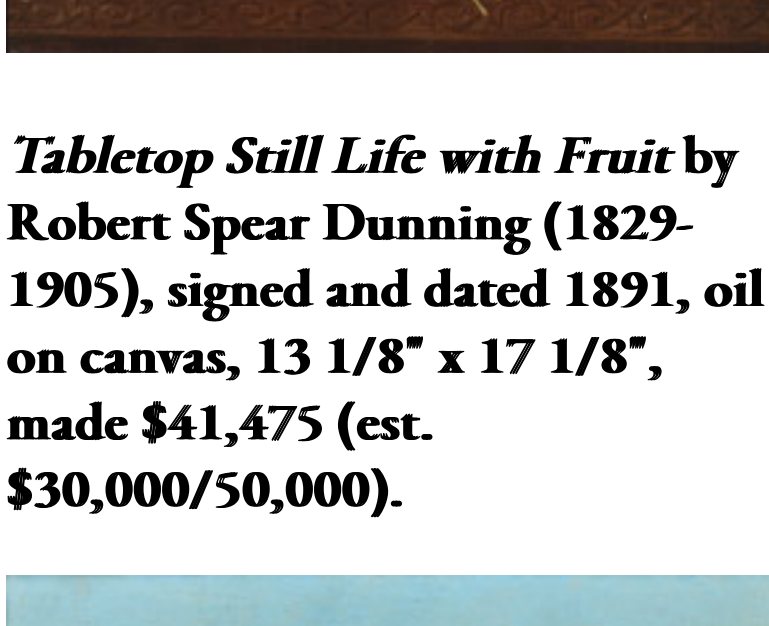 Tabletop Still Life with Fruit by
Robert Spear Dunning (1829-
1905), signed and dated 1891, oil
on canvas, 13 1/8" x 17 1/8",
made $41,475 (est.
$30,000/50,000).